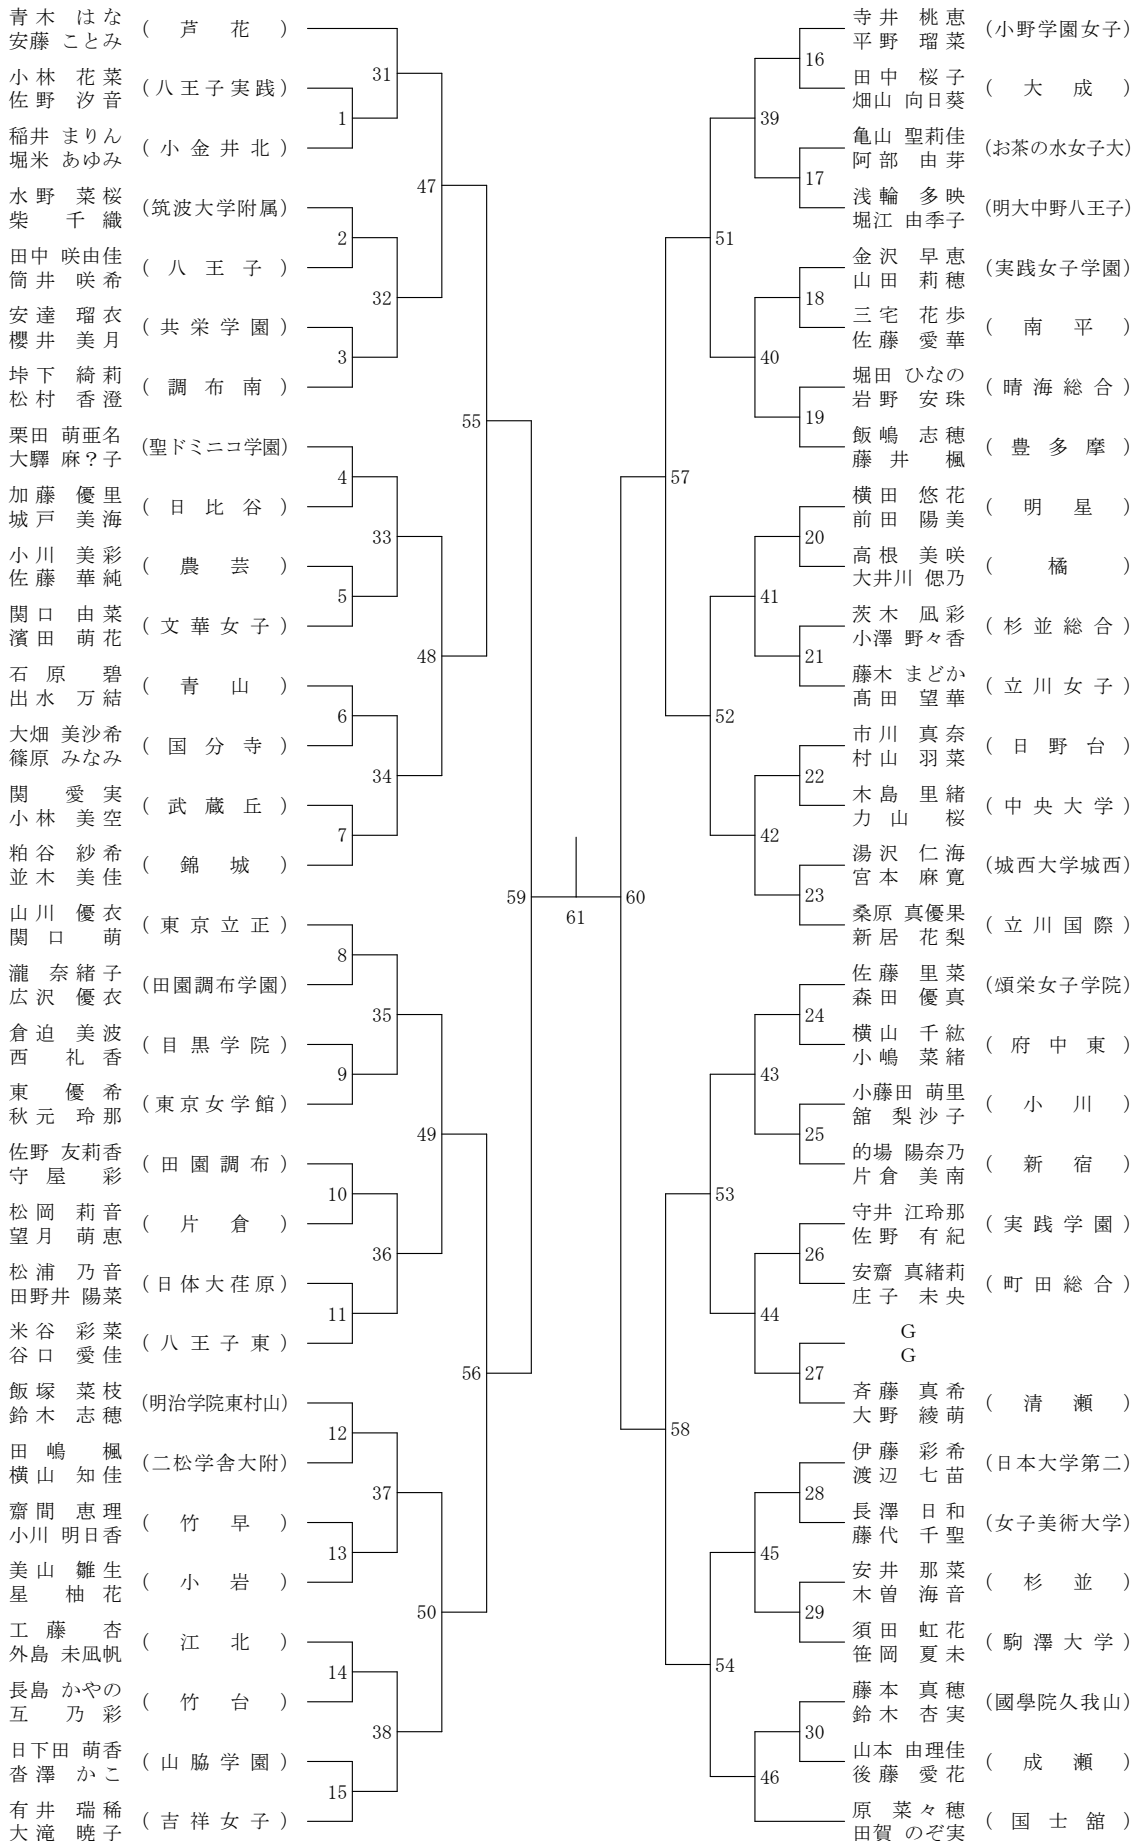 青木 はな
安藤 ことみ
( 芦 花 )
小林 花菜
佐野 汐音
(八王子実践)
稲井 まりん
堀米 あゆみ
( 小金井北 )
水野 菜桜
柴 千織
(筑波大学附属)
田中 咲由佳
筒井 咲希
( 八王子 )
安達 瑠衣
櫻井 美月
( 共栄学園 )
垰下 綺莉
松村 香澄
( 調布南 )
栗田 萌亜名
大驛 麻?子
(聖ドミニコ学園)
加藤 優里
城戸 美海
( 日比谷 )
小川 美彩
佐藤 華純
( 農芸 )
関口 由菜
濱田 萌花
( 文華女子 )
石原 碧
出水 万結
( 青山 )
大畑 美沙希
篠原 みなみ
( 国分寺 )
関 愛実
小林 美空
( 武蔵丘 )
粕谷 紗希
並木 美佳
( 錦城 )
山川 優衣
関口 萌
( 東京立正 )
瀧 奈緒子
広沢 優衣
(田園調布学園)
倉迫 美波
西 礼香
( 目黒学院 )
東 優希
秋元 玲那
(東京女学館)
佐野 友莉香
守屋 彩
( 田園調布 )
松岡 莉音
望月 萌恵
( 片倉 )
松浦 乃音
田野井 陽菜
(日体大荏原)
米谷 彩菜
谷口 愛佳
( 八王子東 )
飯塚 菜枝
鈴木 志穂
(明治学院東村山)
田嶋 楓
横山 知佳
(二松学舎大附)
齋間 恵理
小川 明日香
( 竹早 )
美山 雛生
星 柚花
( 小岩 )
工藤 杏
外島 未凪帆
( 江北 )
長島 かやの
互 乃彩
( 竹台 )
日下田 萌香
沓澤 かこ
( 山脇学園 )
有井 瑞稀
大滝 暁子
( 吉祥女子 )
31
1
47
2
32
3
55
4
33
5
48
6
34
7
59
8
35
9
49
10
36
11
56
12
37
13
50
14
38
15
61
60
寺井 桃恵
平野 瑠菜
(小野学園女子)
田中 桜子
畑山 向日葵
( 大成 )
亀山 聖莉佳
阿部 由芽
(お茶の水女子大)
浅輪 多映
堀江 由季子
(明大中野八王子)
金沢 早恵
山田 莉穂
(実践女子学園)
三宅 花歩
佐藤 愛華
( 南平 )
堀田 ひなの
岩野 安珠
( 晴海総合 )
飯嶋 志穂
藤井 楓
( 豊多摩 )
横田 悠花
前田 陽美
( 明星 )
高根 美咲
大井川 偲乃
( 橘 )
茨木 凪彩
小澤 野々香
( 杉並総合 )
藤木 まどか
髙田 望華
( 立川女子 )
市川 真奈
村山 羽菜
( 日野台 )
木島 里緒
力山 桜
( 中央大学 )
湯沢 仁海
宮本 麻寛
(城西大学城西)
桑原 真優果
新居 花梨
( 立川国際 )
佐藤 里菜
森田 優真
(頌栄女子学院)
横山 千紘
小嶋 菜緒
( 府中東 )
小藤田 萌里
舘 梨沙子
( 小川 )
的場 陽奈乃
片倉 美南
( 新宿 )
守井 江玲那
佐野 有紀
( 実践学園 )
安齋 真緒莉
庄子 未央
( 町田総合 )
G
G
斉藤 真希
大野 綾萌
( 清瀬 )
伊藤 彩希
渡辺 七苗
(日本大学第二)
長澤 日和
藤代 千聖
(女子美術大学)
安井 那菜
木曽 海音
( 杉並 )
須田 虹花
笹岡 夏未
( 駒澤大学 )
藤本 真穂
鈴木 杏実
(國學院久我山)
山本 由理佳
後藤 愛花
( 成瀬 )
原 菜々穂
田賀 のぞ実
( 国士舘 )
16
39
17
51
18
40
19
57
20
41
21
52
22
42
23
24
43
25
53
26
44
27
58
28
45
29
54
30
46